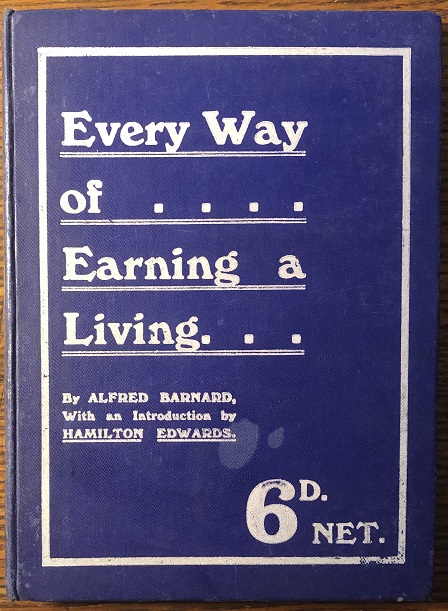 Every Way
of . . . .
Earning a
Living. . .
By ALFRED BARNARD,
With an Introduction by
HAMILTON EDWARDS.
6D.
NET.